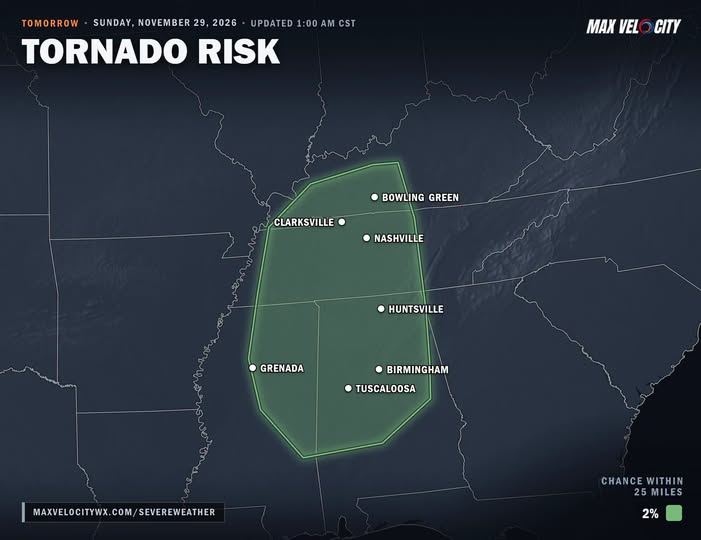 TOMORROW • SUNDAY, NOVEMBER 29, 2026 • UPDATED 1:00 AM CST
MAX VELOCITY
TORNADO RISK
BOWLING GREEN
CLARKSVILLE
NASHVILLE
HUNTSVILLE
GRENADA
BIRMINGHAM
TUSCALOOSA
CHANCE WITHIN
25 MILES
2%
MAXVELOCITYWX.COM/SEVEREWEATHER